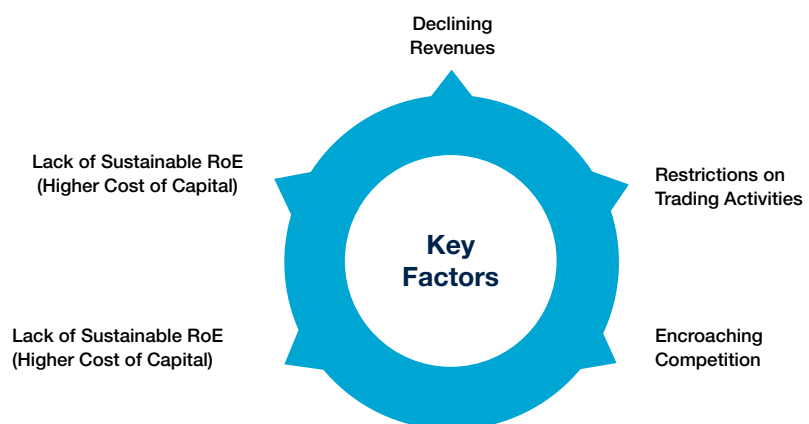 Declining
Revenues
Lack of Sustainable RoE
(Higher Cost of Capital)
Restrictions on
Trading Activities
Key
Factors
Lack of Sustainable RoE
(Higher Cost of Capital)
Encroaching
Competition